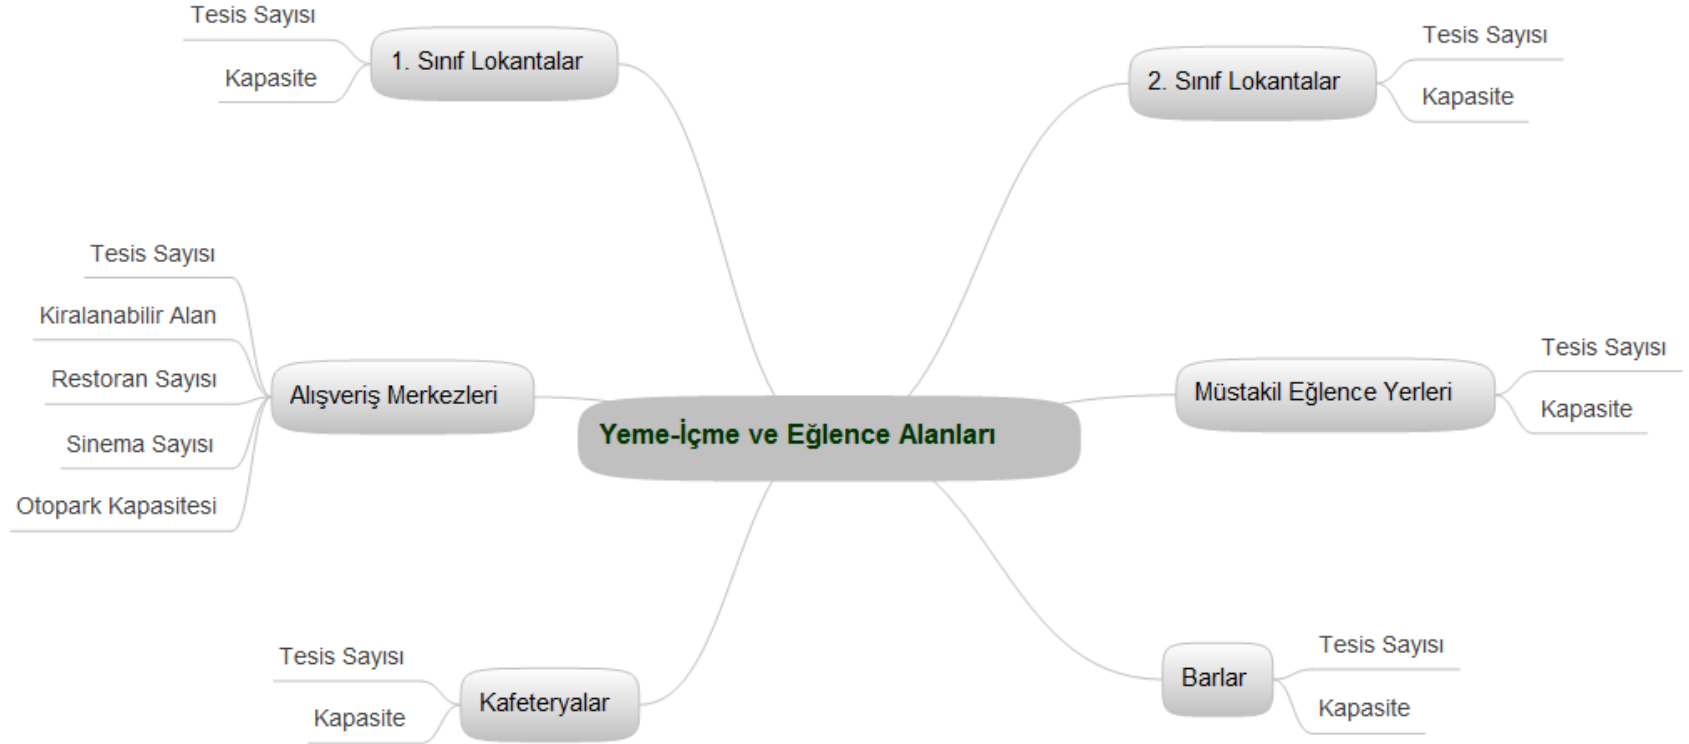 Tesis Sayısı
Kapasite
1. Sınıf Lokantalar
Tesis Sayısı
Kapasite
2. Sınıf Lokantalar
Tesis Sayısı
Kiralanabilir Alan
Restoran Sayısı
Sinema Sayısı
Otopark Kapasitesi
Alışveriş Merkezleri
Yeme-İçme ve Eğlence Alanları
Müstakil Eğlence Yerleri
Tesis Sayısı
Kapasite
Tesis Sayısı
Kapasite
Kafeteryalar
Barlar
Tesis Sayısı
Kapasite